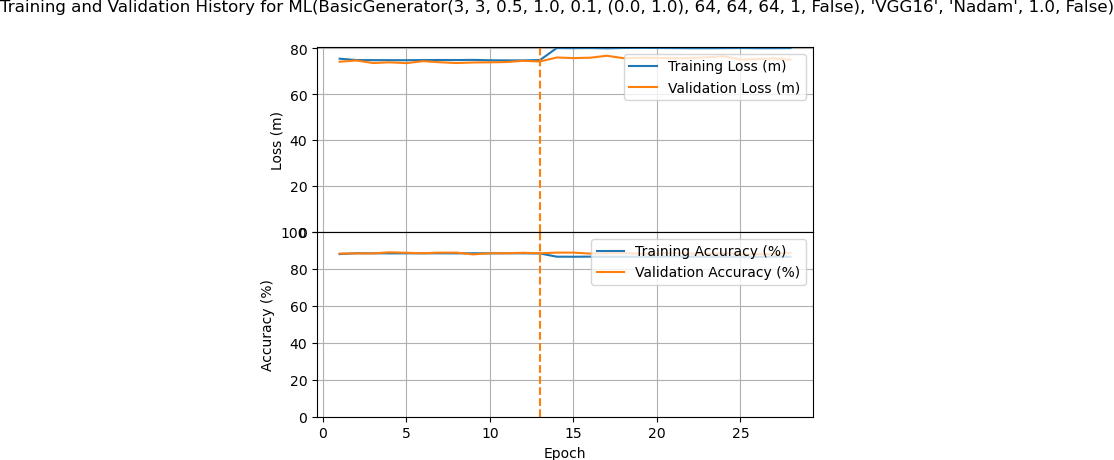 Training and Validation History for ML(BasicGenerator(3, 3, 0.5, 1.0, 0.1, (0.0, 1.0), 64, 64, 64, 1, False), 'VGG16', 'Nadam', 1.0, False)
80
60
40
20
0
Loss (m)
Training Loss (m)
Validation Loss (m)
100
80
60
40
20
0
Accuracy (%)
Training Accuracy (%)
Validation Accuracy (%)
0 5 10 15 20 25
Epoch